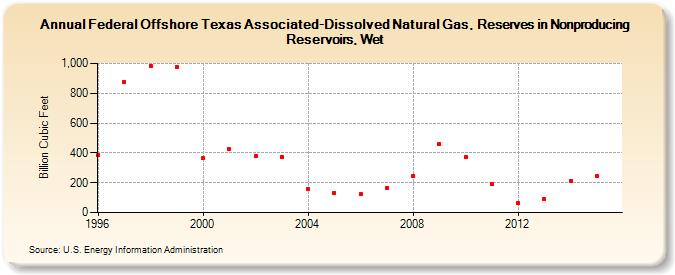 Annual Federal Offshore Texas Associated-Dissolved Natural Gas, Reserves in Nonproducing
Reservoirs, Wet
Billion Cubic Feet
1,000
800
600
400
200
0
1996 2000 2004 2008 2012
Source: U.S. Energy Information Administration